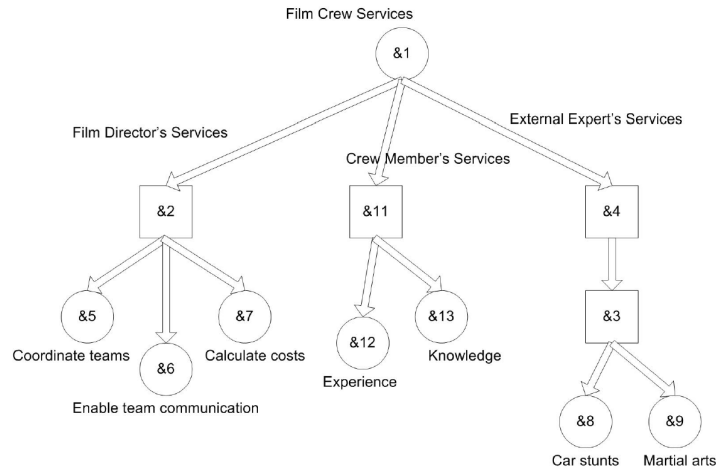 Film Crew Services
&1
Film Director's Services
External Expert's Services
Crew Member's Services
&2
&11
&4
&5
&7
&13
&3
Coordinate teams
&6
Calculate costs
&12
Knowledge
Enable team communication
Experience
&8
&9
Car stunts
Martial arts